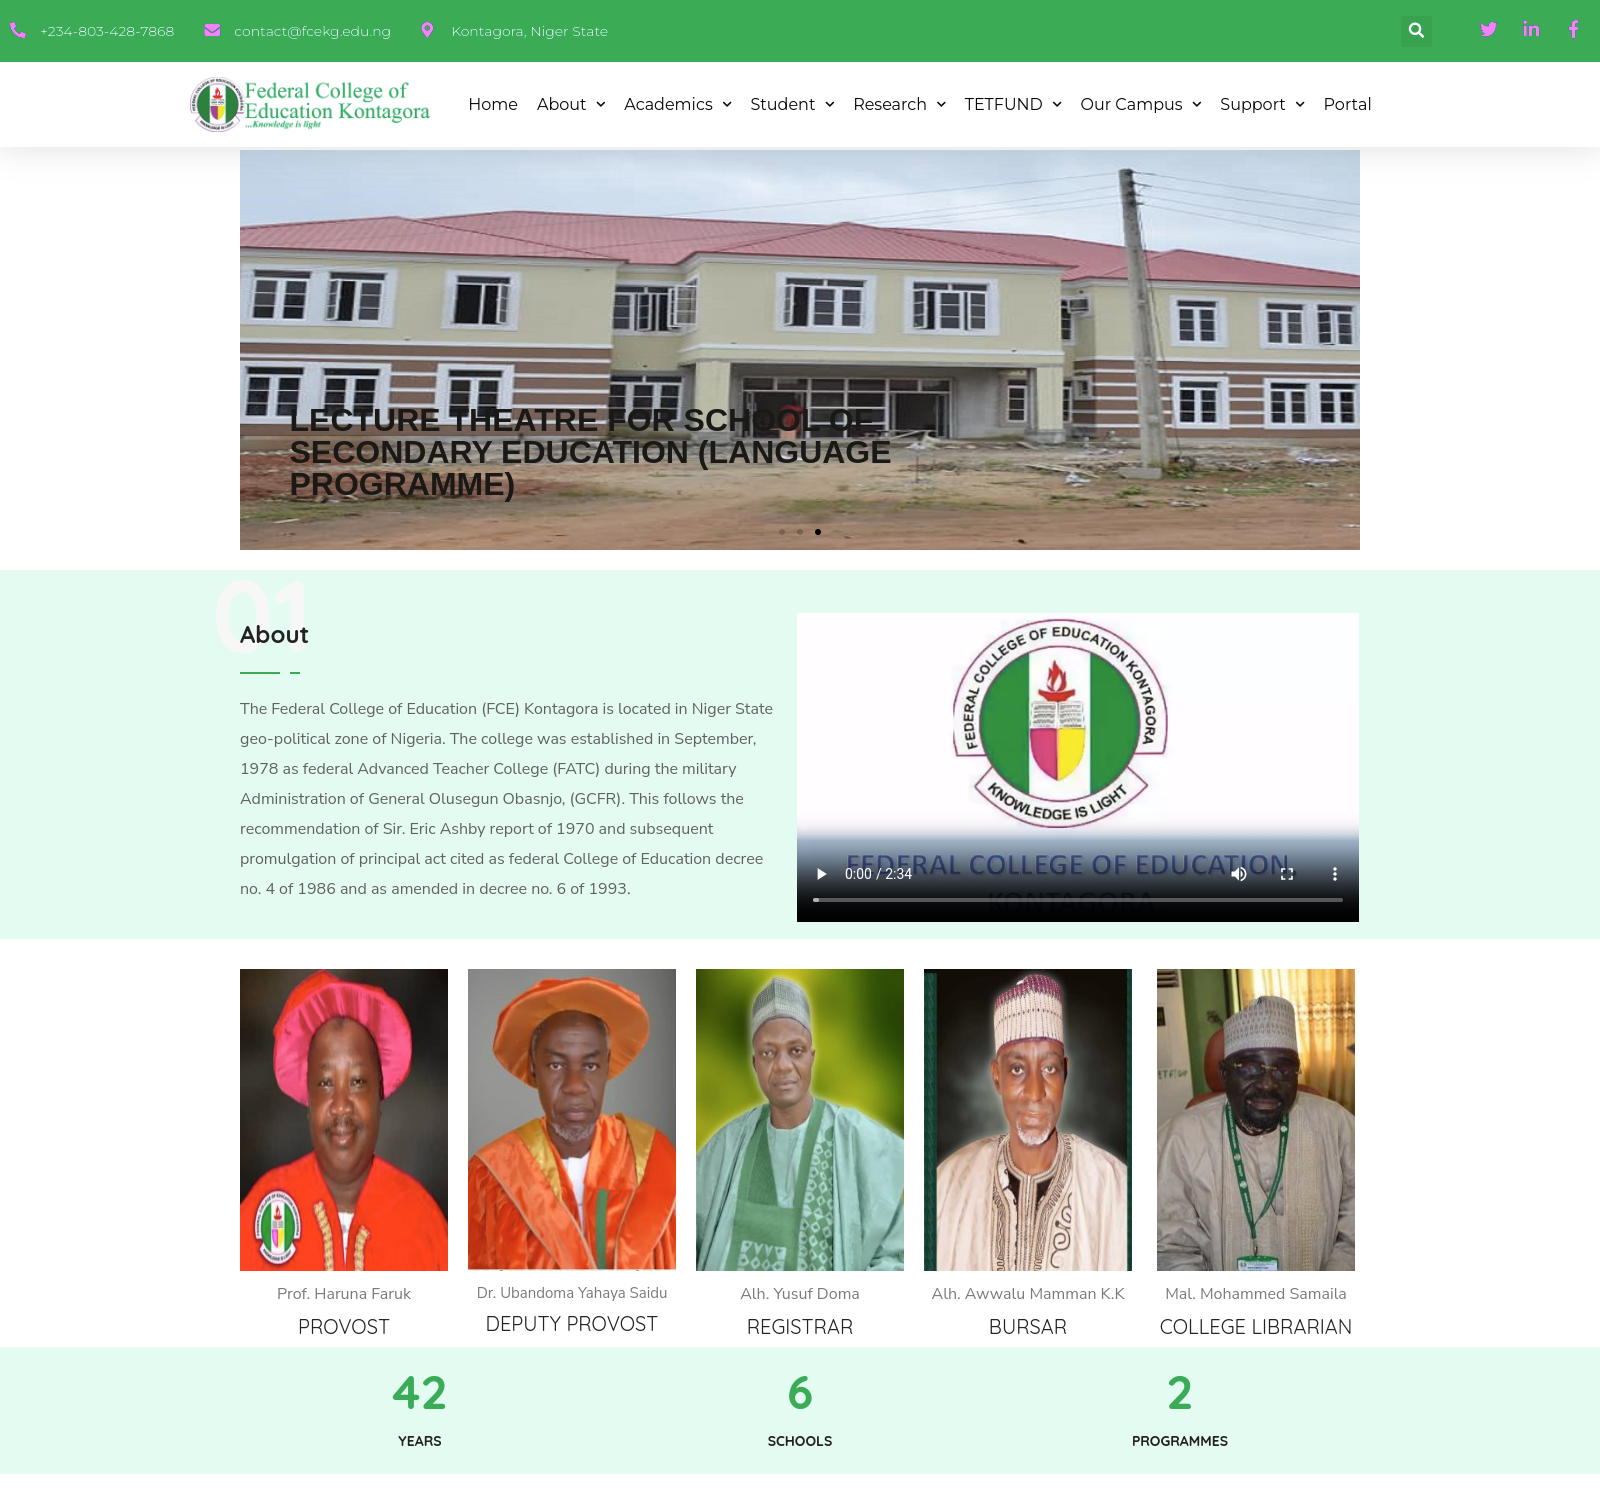 +234-803-428-7868
contact@fcekg.edu.ng
Kontagora, Niger State
Federal College of
Education Kontagora
...Knowledge is light
Home
About
Academics
Student
Research
TETFUND
Our Campus
Support
Portal
LECTURE THEATRE FOR SCHOOL OF
SECONDARY EDUCATION (LANGUAGE
PROGRAMME)
01
About
The Federal College of Education (FCE) Kontagora is located in Niger State
geo-political zone of Nigeria. The college was established in September,
1978 as federal Advanced Teacher College (FATC) during the military
Administration of General Olusegun Obasnjo, (GCFR). This follows the
recommendation of Sir. Eric Ashby report of 1970 and subsequent
promulgation of principal act cited as federal College of Education decree
no. 4 of 1986 and as amended in decree no. 6 of 1993.
FEDERAL COLLEGE OF EDUCATION KONTAGORA
KNOWLEDGE IS LIGHT
FEDERAL COLLEGE OF EDUCATION,
KONTAGORA
0:00 / 2:34
Prof. Haruna Faruk
PROVOST
Dr. Ubandoma Yahaya Saidu
DEPUTY PROVOST
Alh. Yusuf Doma
REGISTRAR
Alh. Awwalu Mamman K.K
BURSAR
Mal. Mohammed Samaila
COLLEGE LIBRARIAN
42
YEARS
6
SCHOOLS
2
PROGRAMMES